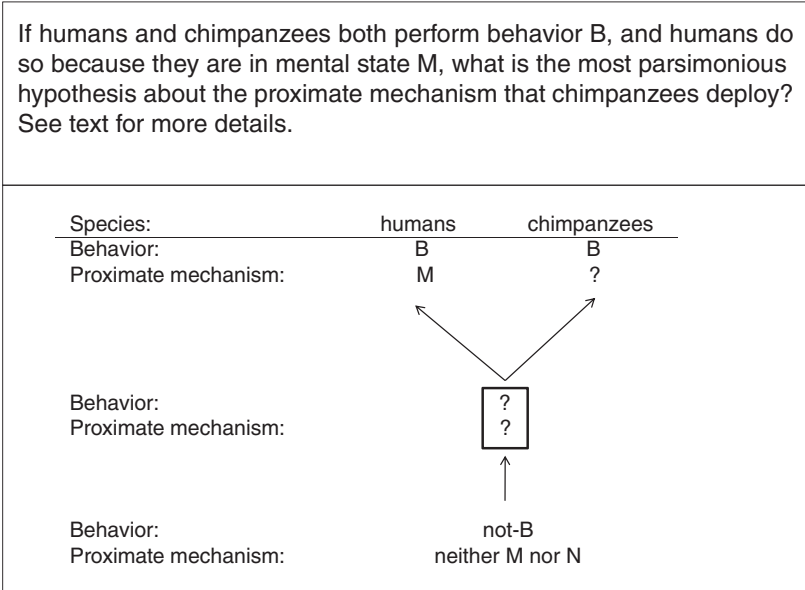 If humans and chimpanzees both perform behavior B, and humans do
so because they are in mental state M, what is the most parsimonious
hypothesis about the proximate mechanism that chimpanzees deploy?
See text for more details.
Species: humans chimpanzees
Behavior: B B
Proximate mechanism: M ?
Behavior: ?
Proximate mechanism: ?
Behavior: not-B
Proximate mechanism: neither M nor N